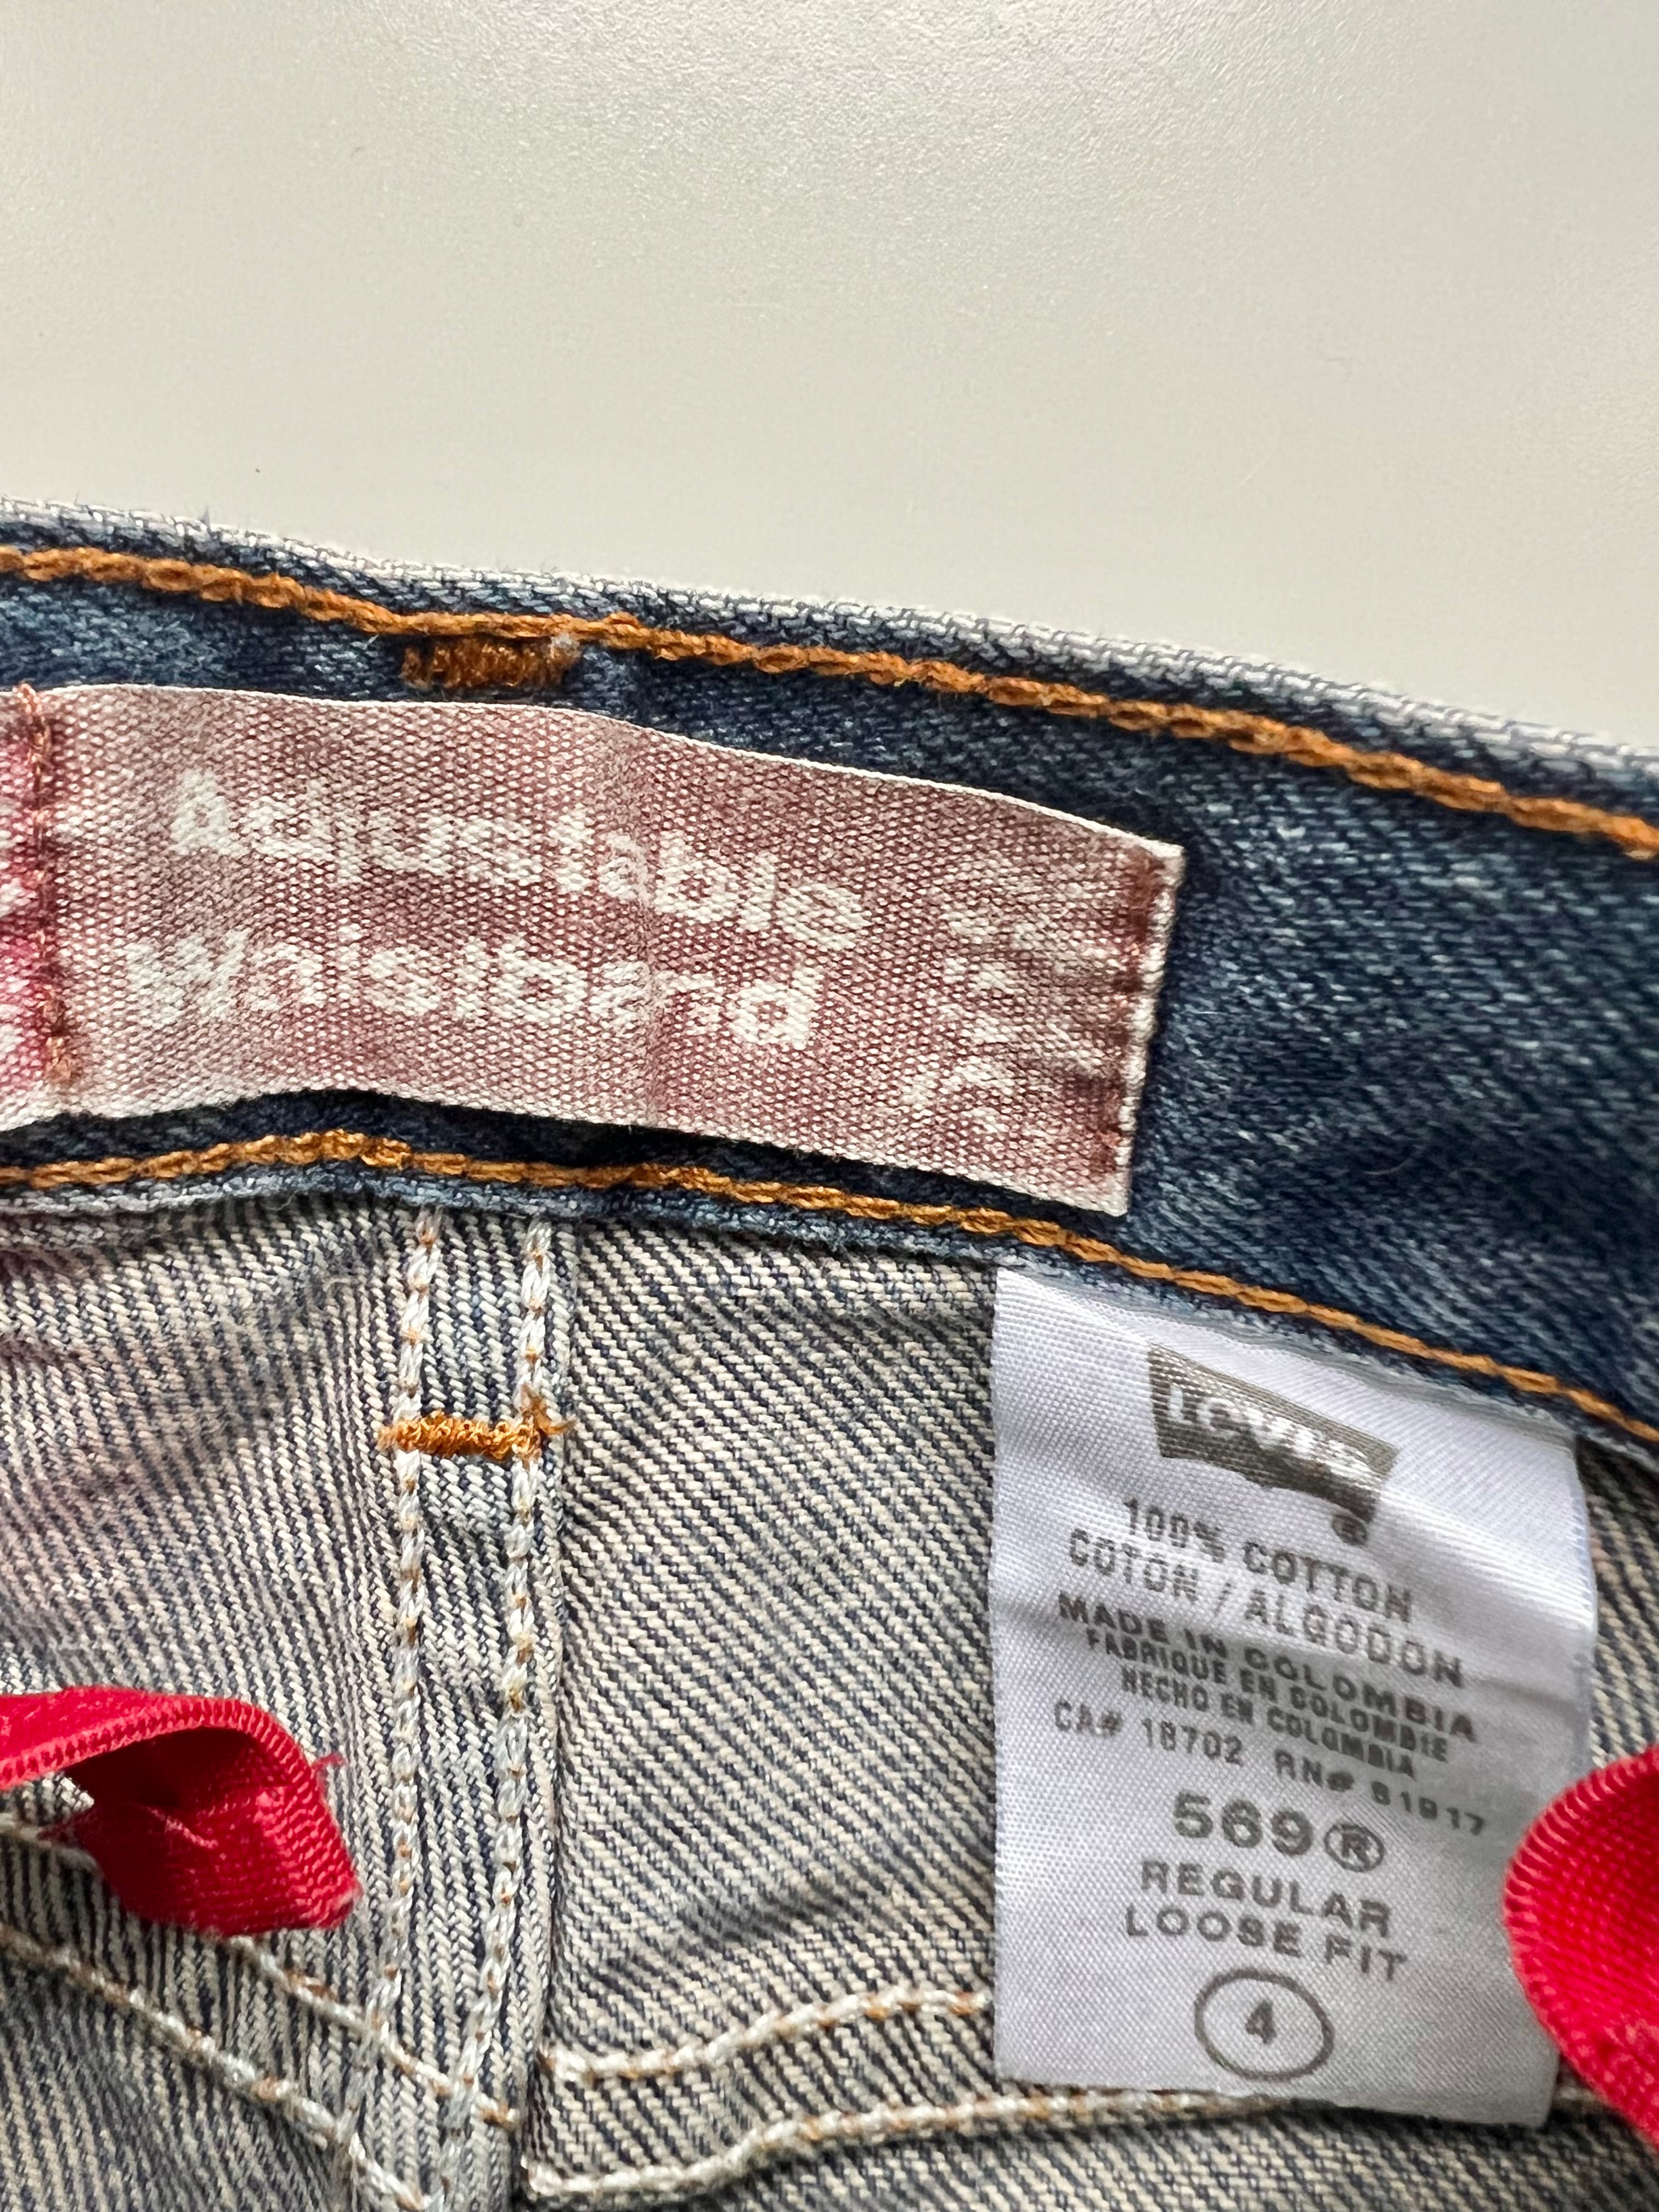 Adjustable
Waistband
Levi's
®
100% COTTON
COTON / ALGODON
MADE IN COLOMBIA
FABRIQUE EN COLOMBIE
HECHO EN COLOMBIA
CA# 18702 RN# 81917
569®
REGULAR
LOOSE FIT
4